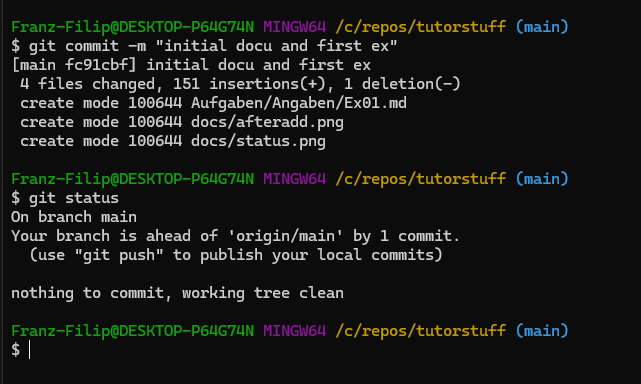 Franz-Filip@DESKTOP-P64G74N MINGW64 /c/repos/tutorstuff (main)
$ git commit -m "initial docu and first ex"
[main fc91cbf] initial docu and first ex
 4 files changed, 151 insertions(+), 1 deletion(-)
 create mode 100644 Aufgaben/Angaben/Ex01.md
 create mode 100644 docs/afteradd.png
 create mode 100644 docs/status.png

Franz-Filip@DESKTOP-P64G74N MINGW64 /c/repos/tutorstuff (main)
$ git status
On branch main
Your branch is ahead of 'origin/main' by 1 commit.
  (use "git push" to publish your local commits)

nothing to commit, working tree clean

Franz-Filip@DESKTOP-P64G74N MINGW64 /c/repos/tutorstuff (main)
$